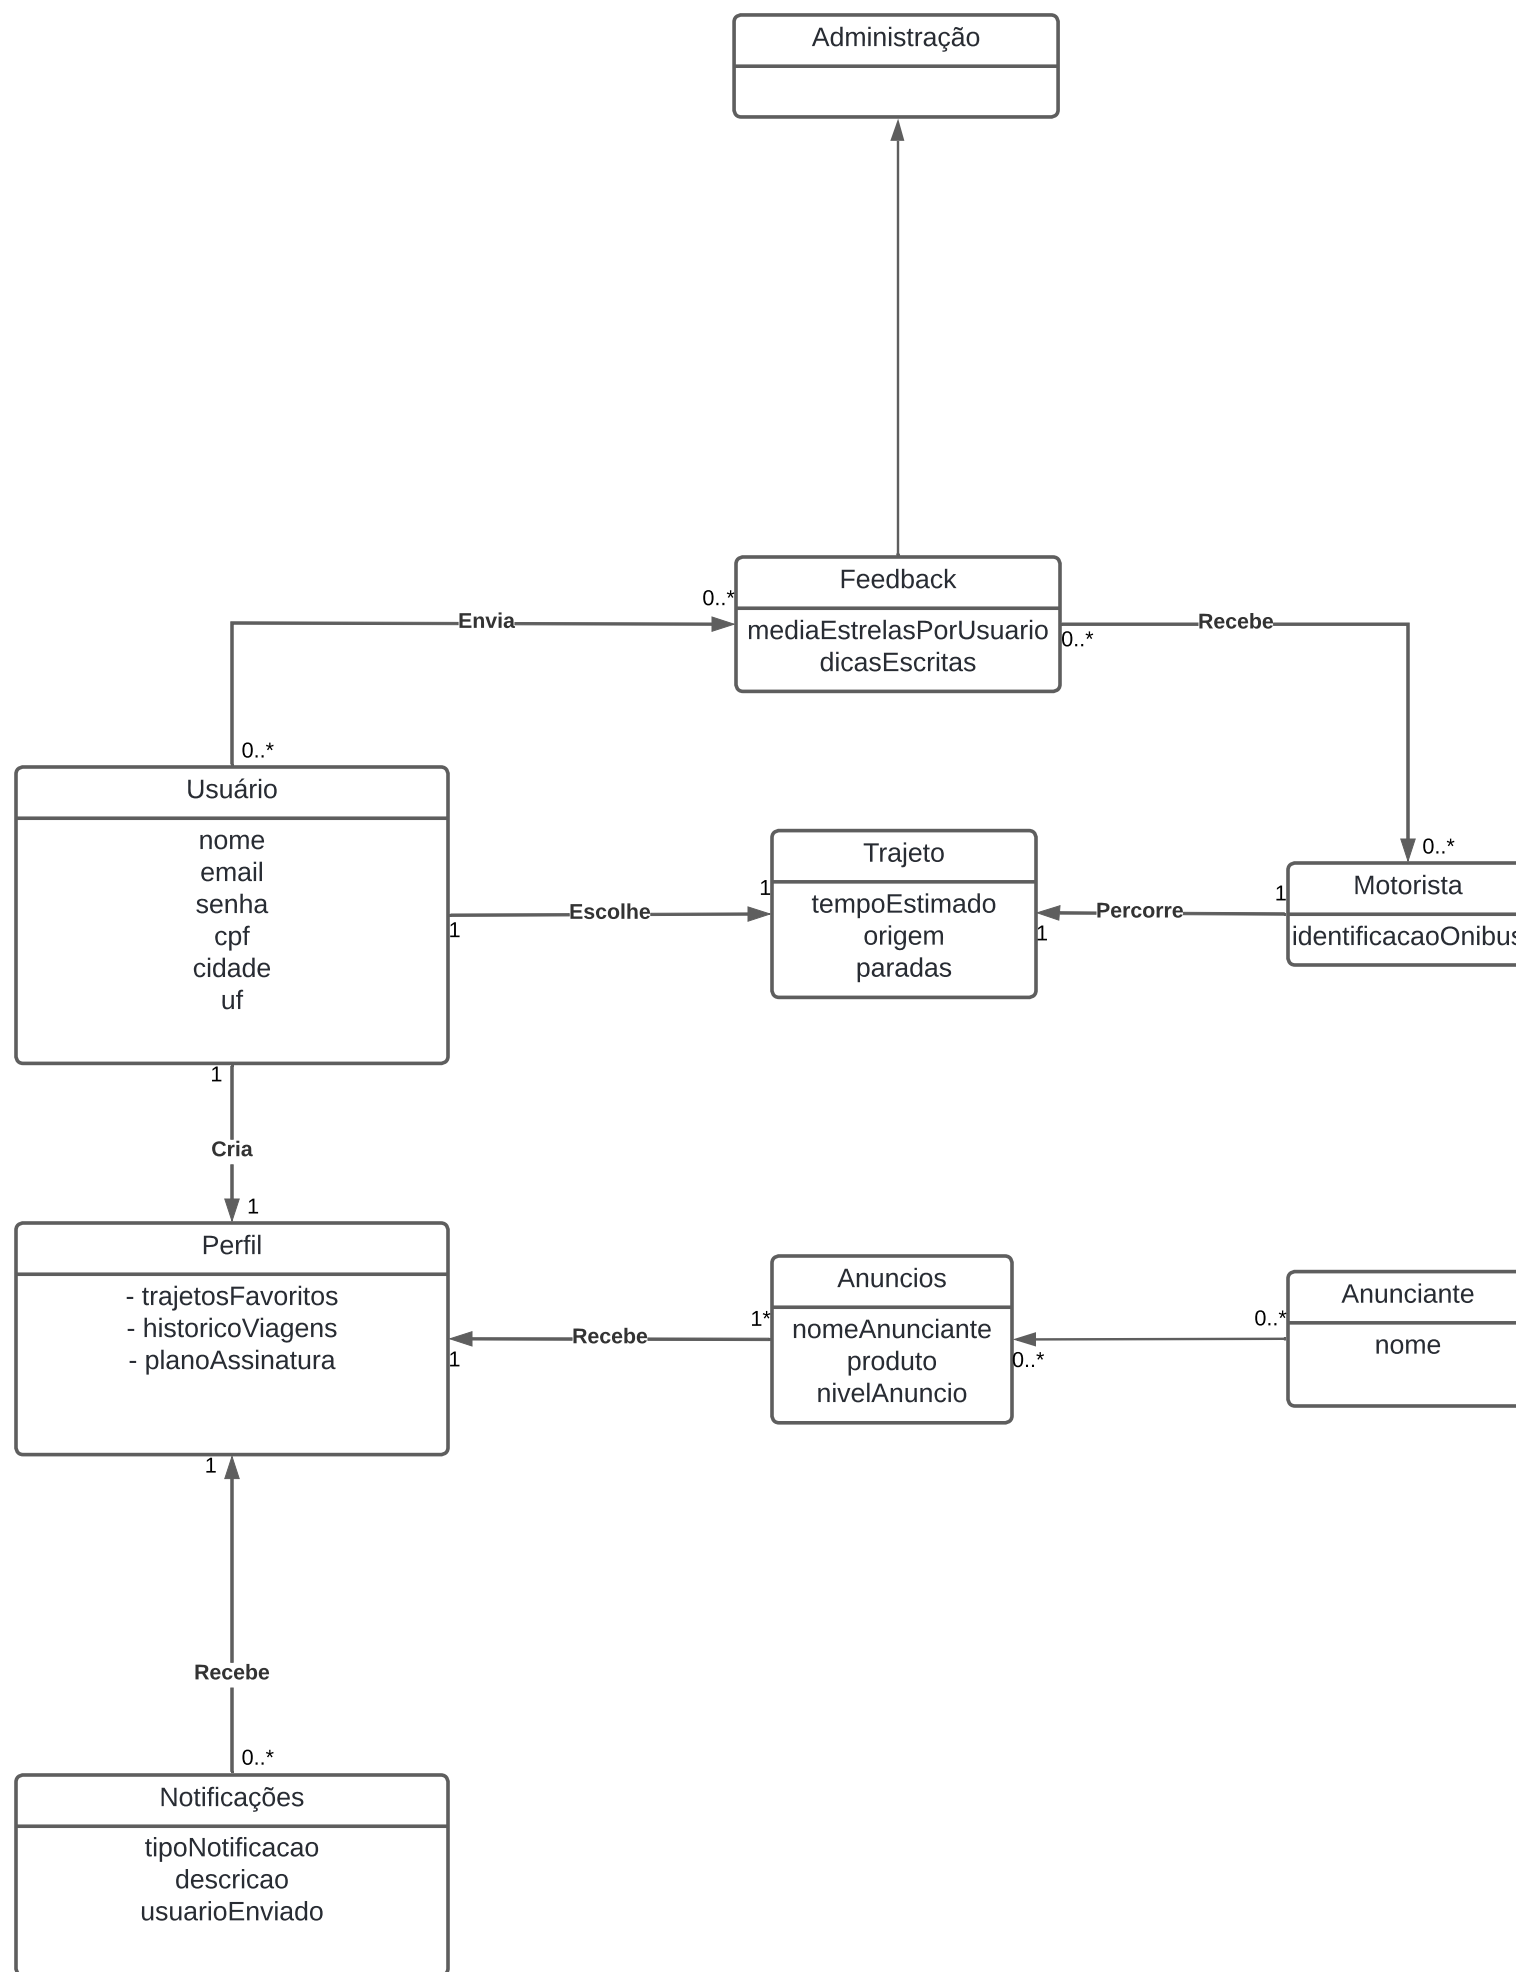 Administração
Feedback
mediaEstrelasPorUsuario
dicasEscritas
0..*
Envia
0..*
Recebe
0..*
0..*
Usuário
nome
email
senha
cpf
cidade
uf
1
Escolhe
1
Trajeto
tempoEstimado
origem
paradas
1
Percorre
1
Motorista
identificacaoOnibus
1
Cria
1
Perfil
- trajetosFavoritos
- historicoViagens
- planoAssinatura
1
Recebe
1*
Anuncios
nomeAnunciante
produto
nivelAnuncio
0..*
0..*
Anunciante
nome
1
Recebe
0..*
Notificações
tipoNotificacao
descricao
usuarioEnviado